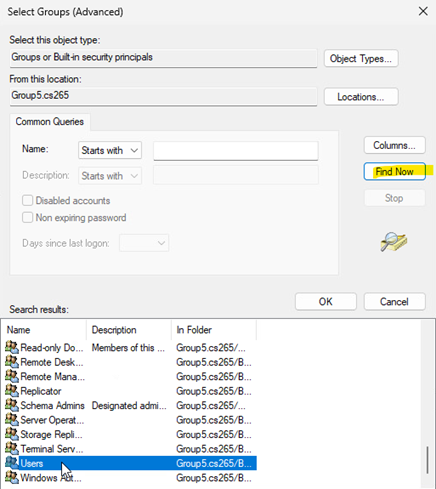 Select Groups (Advanced)
Select this object type:
Groups or Built-in security principals
Object Types...
From this location:
Group5.cs265
Locations...
Common Queries
Name:
Starts with
Columns...
Description:
Starts with
Find Now
Disabled accounts
Stop
Non expiring password
Days since last logon:
OK
Cancel
Search results:
Name Description In Folder
Read-only Do... Members of this ... Group5.cs265/...
Remote Desk... Group5.cs265/B...
Remote Mana... Group5.cs265/B...
Replicator Group5.cs265/B...
Schema Admins Designated admi... Group5.cs265/...
Server Operat... Group5.cs265/B...
Storage Repli... Group5.cs265/B...
Terminal Serv... Group5.cs265/B...
Users Group5.cs265/B...
Windows Aut... Group5.cs265/B...